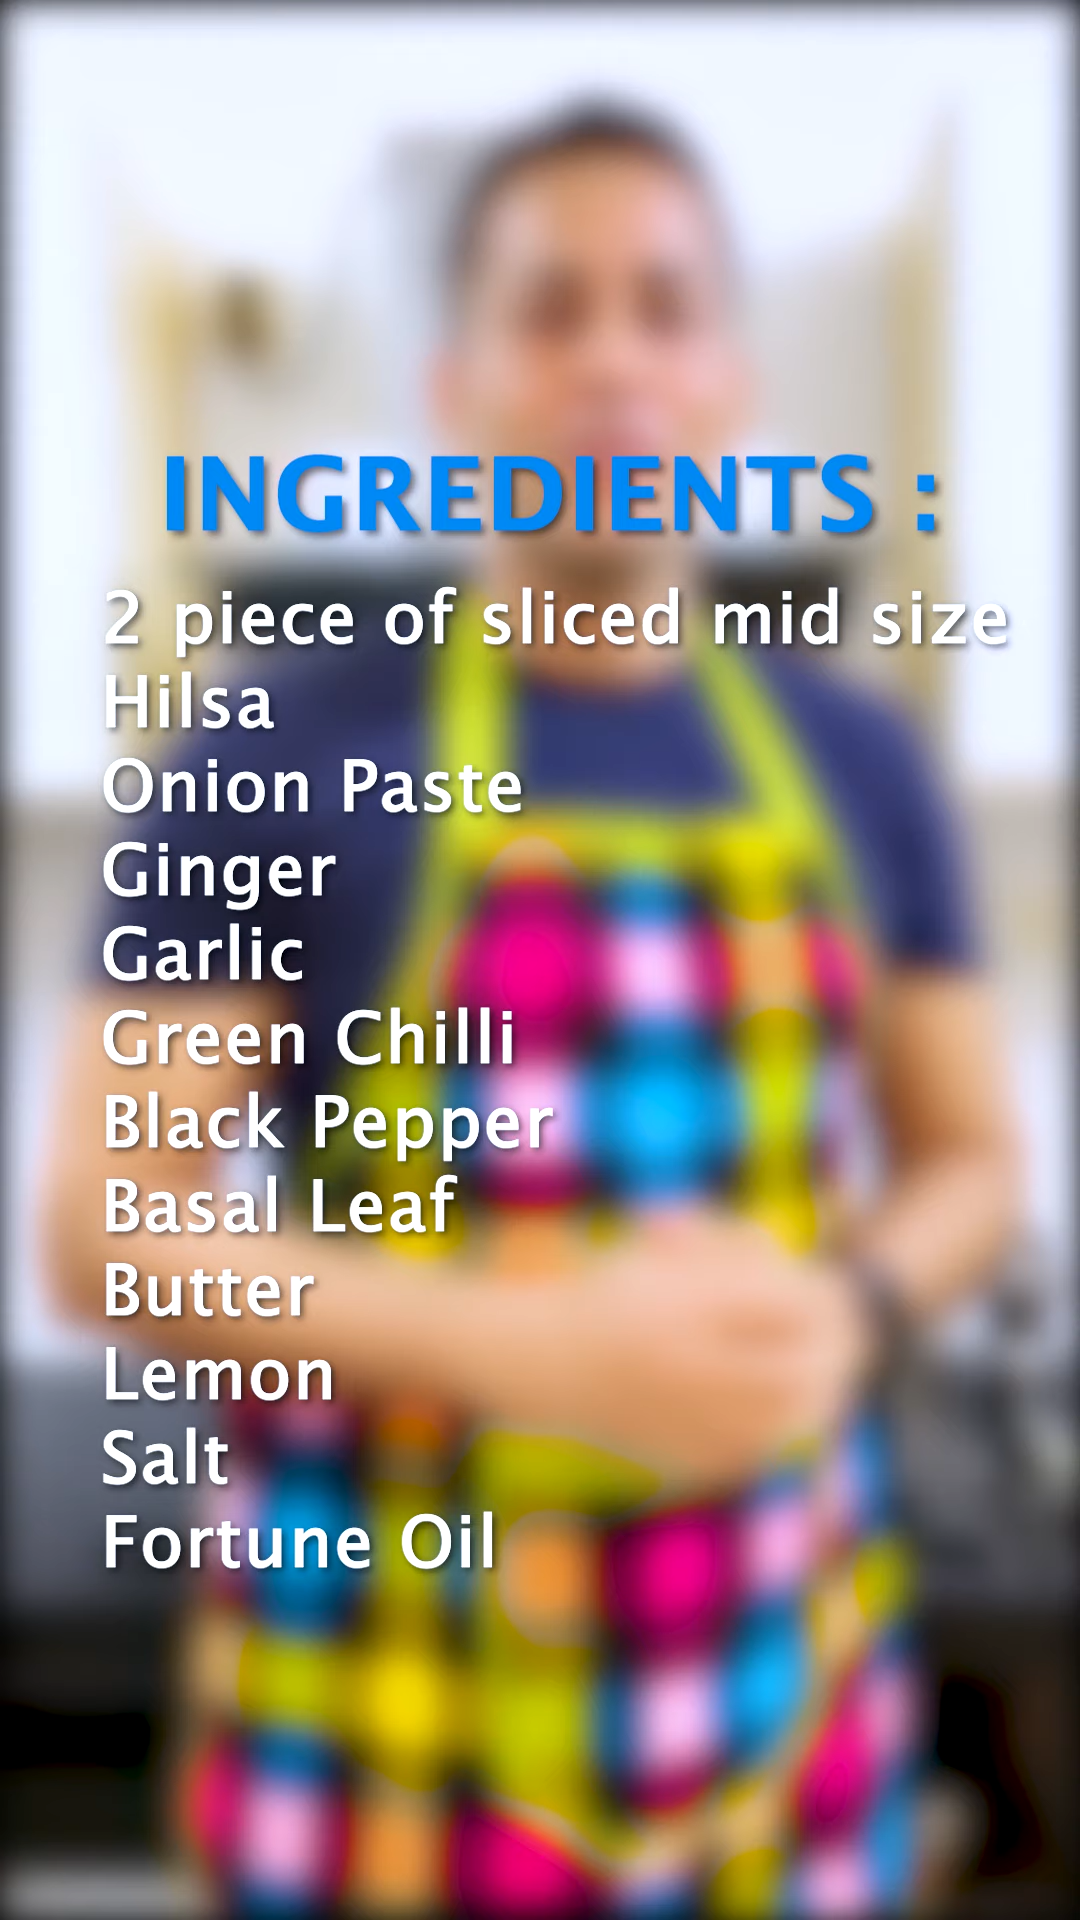 INGREDIENTS :
2 piece of sliced mid size
Hilsa
Onion Paste
Ginger
Garlic
Green Chilli
Black Pepper
Basal Leaf
Butter
Lemon
Salt
Fortune Oil